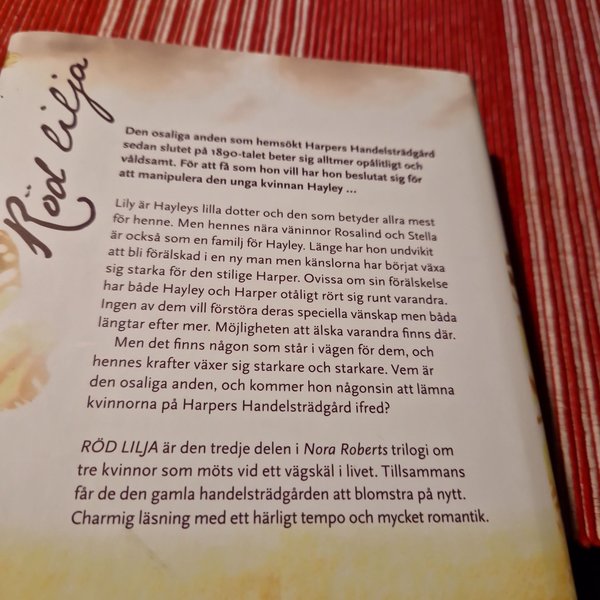 Röd lilja
Den osaliga anden som hemsökt Harpers Handelsträdgård
sedan slutet på 1890-talet beter sig alltmer opålitligt och
våldsamt. För att få som hon vill har hon beslutat sig för
att manipulera den unga kvinnan Hayley ...
Lily är Hayleys lilla dotter och den som betyder allra mest
för henne. Men hennes nära väninnor Rosalind och Stella
är också som en familj för Hayley. Länge har hon undvikit
att bli förälskad i en ny man men känslorna har börjat växa
sig starka för den stilige Harper. Ovissa om sin förälskelse
har både Hayley och Harper otåligt rört sig runt varandra.
Ingen av dem vill förstöra deras speciella vänskap men båda
längtar efter mer. Möjligheten att älska varandra finns där.
Men det finns någon som står i vägen för dem, och
hennes krafter växer sig starkare och starkare. Vem är
den osaliga anden, och kommer hon någonsin att lämna
kvinnorna på Harpers Handelsträdgård ifred?
RÖD LILJA är den tredje delen i Nora Roberts trilogi om
tre kvinnor som möts vid ett vägskäl i livet. Tillsammans
får de den gamla handelsträdgården att blomstra på nytt.
Charmig läsning med ett härligt tempo och mycket romantik.